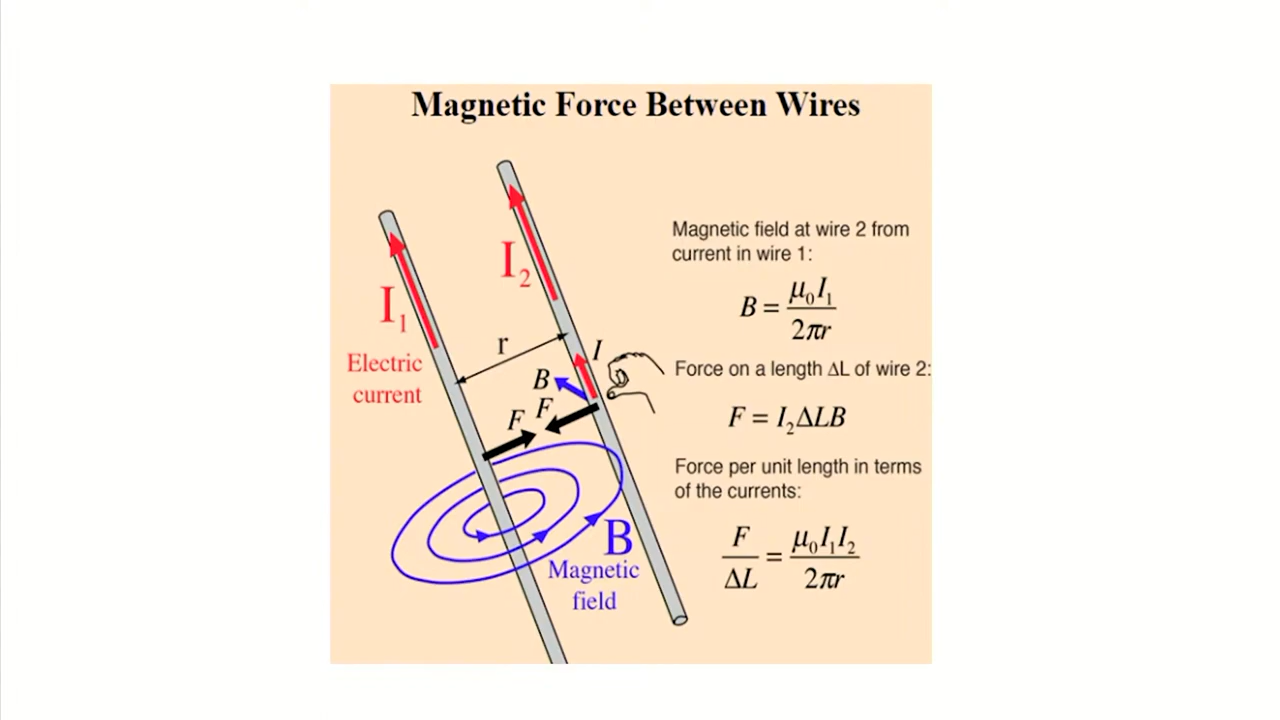 Magnetic Force Between Wires
I₂
I₁
Electric
current
r
I
B
F
F
B
Magnetic
field
Magnetic field at wire 2 from
current in wire 1:
B = μ₀I₁ / 2πr
Force on a length ΔL of wire 2:
F = I₂ΔLB
Force per unit length in terms
of the currents:
F / ΔL = μ₀I₁I₂ / 2πr